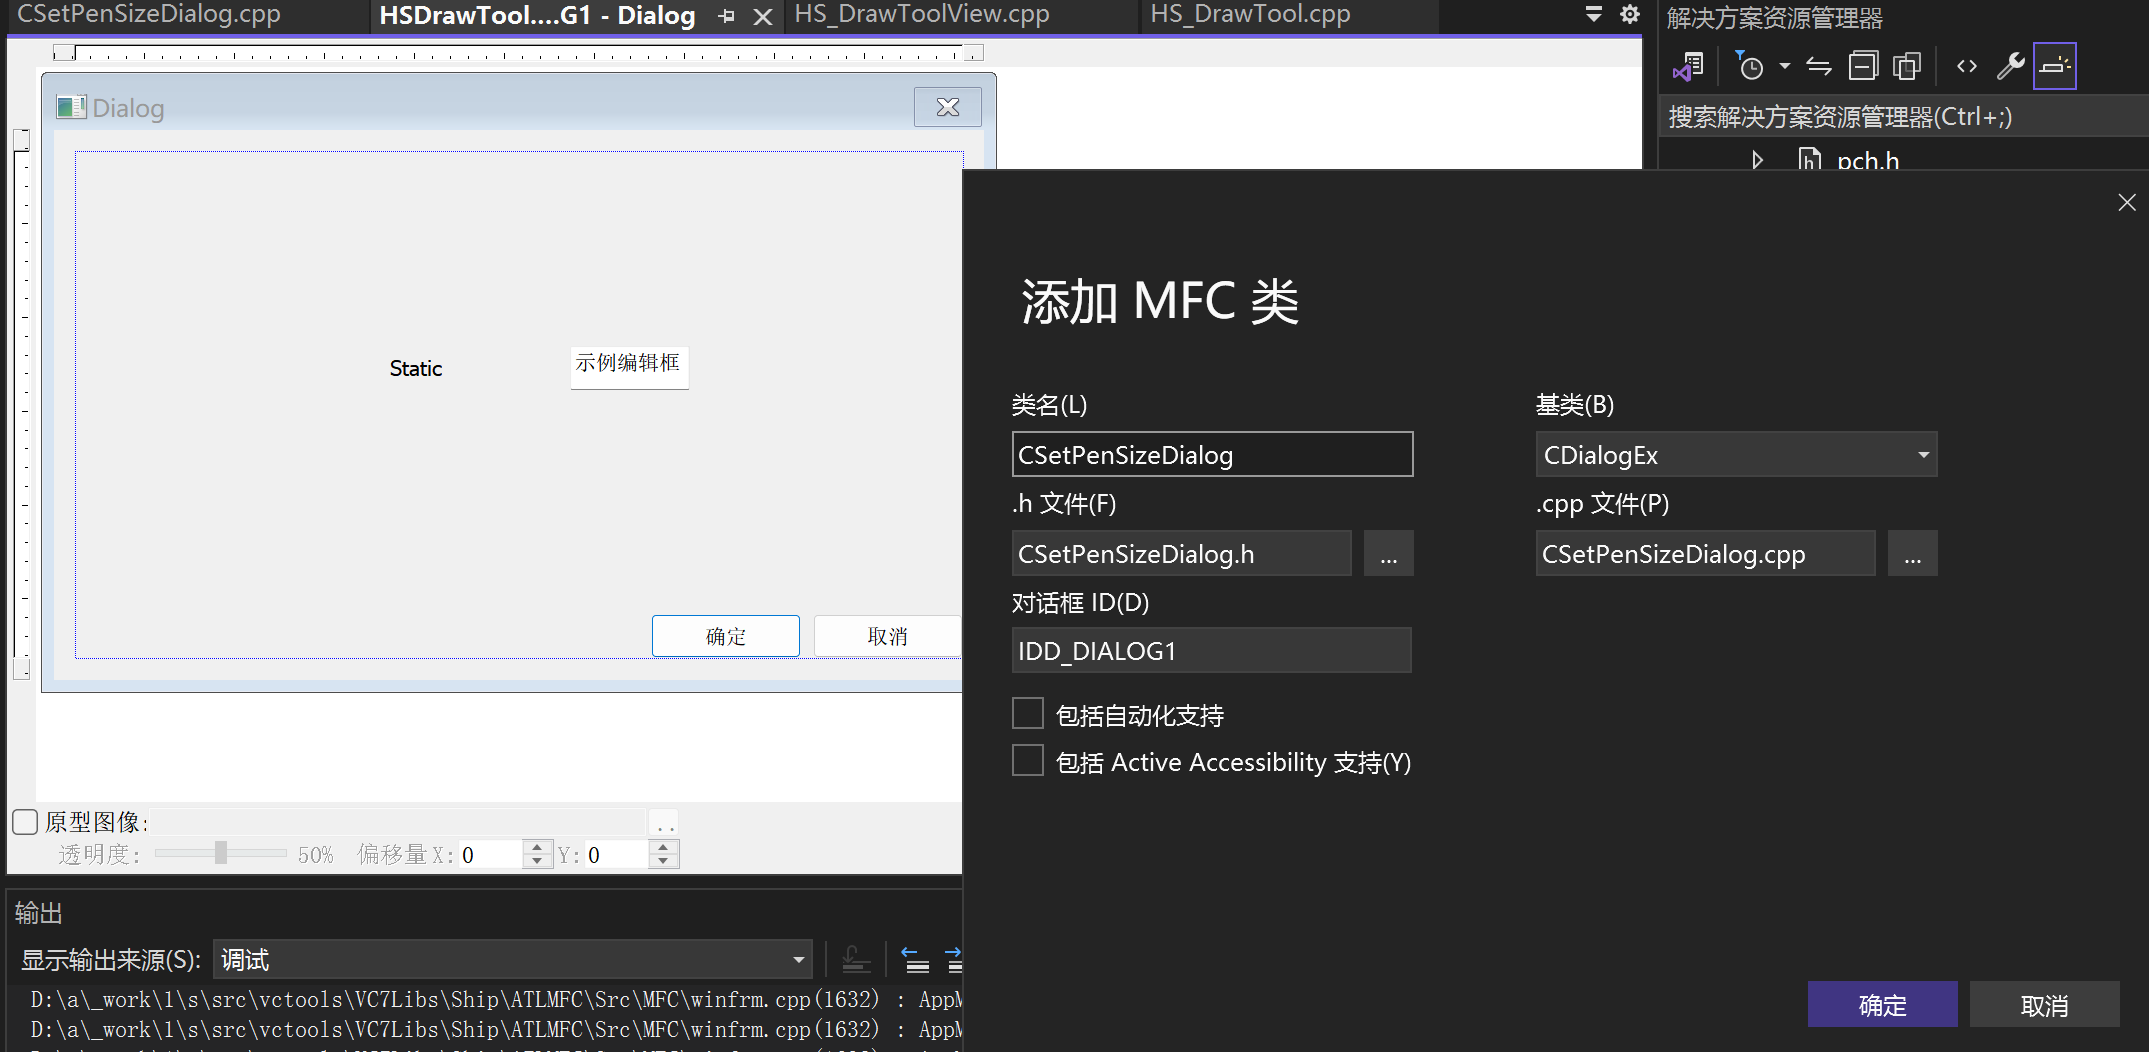 CSetPenSizeDialog.cpp
HSDrawTool....G1 - Dialog
HS_DrawToolView.cpp
HS_DrawTool.cpp
解决方案资源管理器
搜索解决方案资源管理器(Ctrl+;)
pch.h
Dialog
Static
示例编辑框
确定
取消
原型图像:
..
透明度:
50%
偏移量 X:
0
Y:
0
输出
显示输出来源(S):
调试
D:\a\_work\1\s\src\vctools\VC7Libs\Ship\ATLMFC\Src\MFC\winfrm.cpp(1632) :
D:\a\_work\1\s\src\vctools\VC7Libs\Ship\ATLMFC\Src\MFC\winfrm.cpp(1632) :
添加 MFC 类
类名(L)
基类(B)
CSetPenSizeDialog
CDialogEx
.h 文件(F)
.cpp 文件(P)
CSetPenSizeDialog.h
...
CSetPenSizeDialog.cpp
...
对话框 ID(D)
IDD_DIALOG1
包括自动化支持
包括 Active Accessibility 支持(Y)
确定
取消